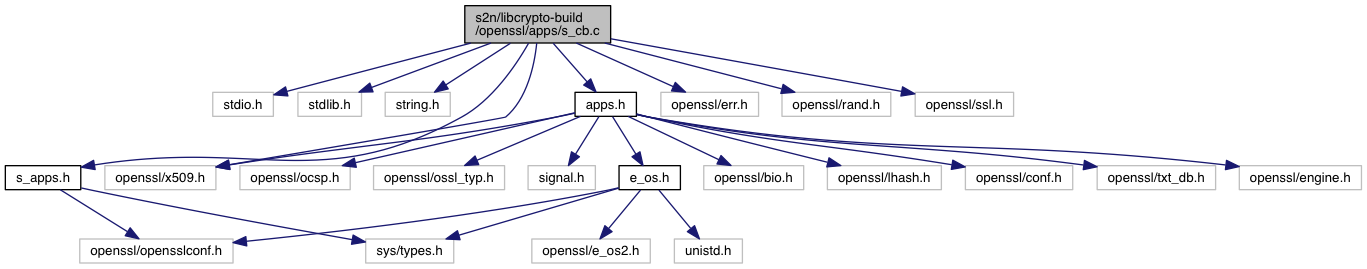 s2n/libcrypto-build
/openssl/apps/s_cb.c
stdio.h
stdlib.h
string.h
apps.h
openssl/err.h
openssl/rand.h
openssl/ssl.h
s_apps.h
openssl/x509.h
openssl/ocsp.h
openssl/ossl_typ.h
signal.h
e_os.h
openssl/bio.h
openssl/lhash.h
openssl/conf.h
openssl/txt_db.h
openssl/engine.h
openssl/opensslconf.h
sys/types.h
openssl/e_os2.h
unistd.h